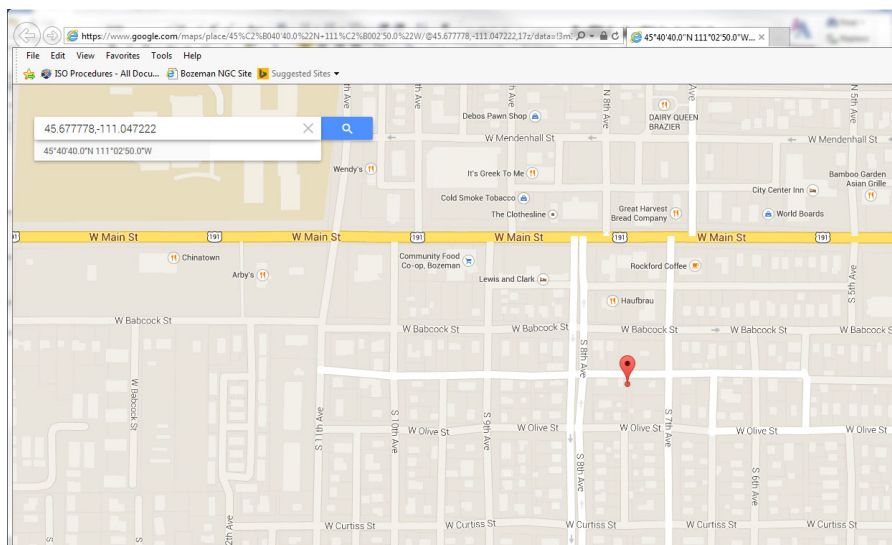 https://www.google.com/maps/place/45%C2%B040'40.0%22N+111%C2%B002'50.0%22W/@45.677778,-111.047222,17z/data=!3m
45°40'40.0"N 111°02'50.0"W...
File Edit View Favorites Tools Help
ISO Procedures - All Docu... Bozeman NGC Site Suggested Sites
45.677778,-111.047222
45°40'40.0"N 111°02'50.0"W
N 11th Ave
N 8th Ave
N 5th Ave
Debos Pawn Shop
DAIRY QUEEN
BRAZIER
W Mendenhall St
W Mendenhall St
Wendy's
It's Greek To Me
Bamboo Garden
Asian Grille
City Center Inn
Cold Smoke Tobacco
The Clothesline
Great Harvest
Bread Company
World Boards
W Main St
191
W Main St
191
W Main St
191
W Main St
191
Chinatown
Community Food
Co-op, Bozeman
Arby's
Lewis and Clark
Rockford Coffee
S 5th Ave
Haufbrau
W Babcock St
W Babcock St
W Babcock St
W Babcock St
W Babcock St
W Babcock S
W Babcock St
S 8th Ave
S 11th Ave
S 10th Ave
S 9th Ave
S 7th Ave
W Olive St
W Olive St
W Olive St
W Olive St
W Olive St
S 8th Ave
S 6th Ave
W Curtiss St
W Curtiss St
W Curtiss St
W Curtiss St
W Curtiss St